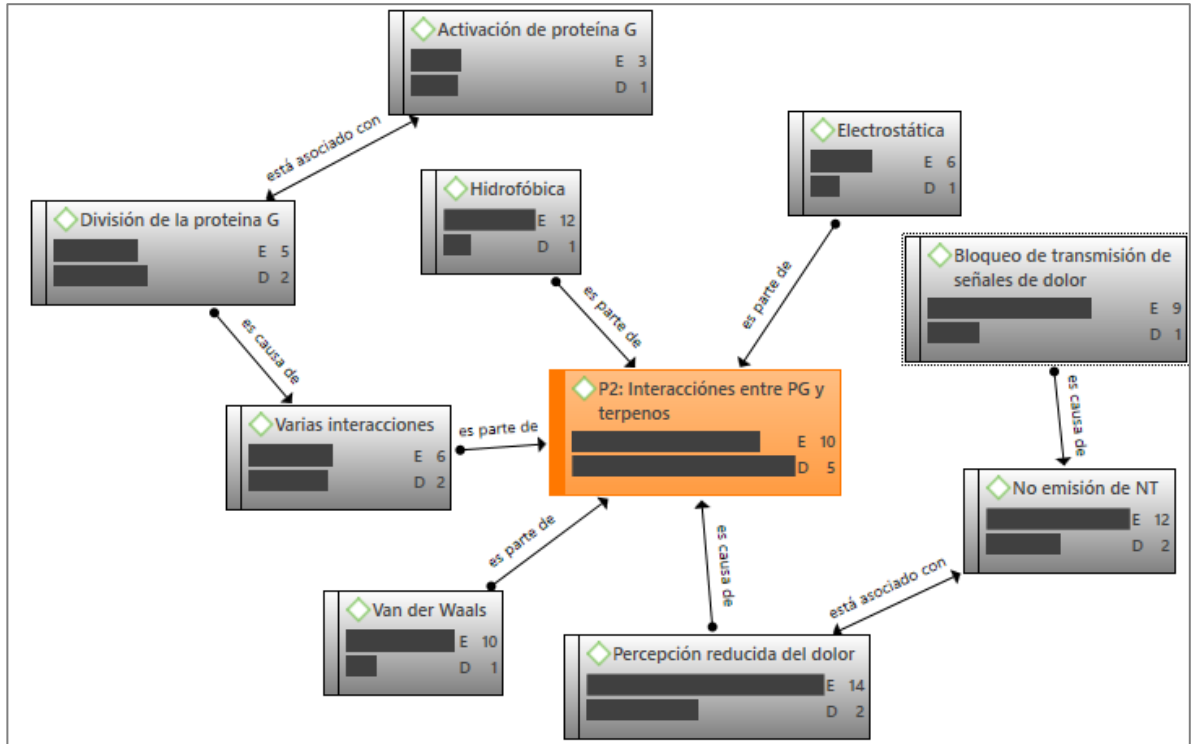 Activación de proteína G
E 3
D 1
está asociado con
Electrostática
E 6
D 1
Hidrofóbica
E 12
D 1
División de la proteina G
E 5
D 2
Bloqueo de transmisión de
señales de dolor
E 9
D 1
es parte de
es parte de
es causa de
P2: Interacciónes entre PG y
terpenos
E 10
D 5
es causa de
Varias interacciones
E 6
D 2
es parte de
No emisión de NT
E 12
D 2
es parte de
es causa de
está asociado con
Van der Waals
E 10
D 1
Percepción reducida del dolor
E 14
D 2